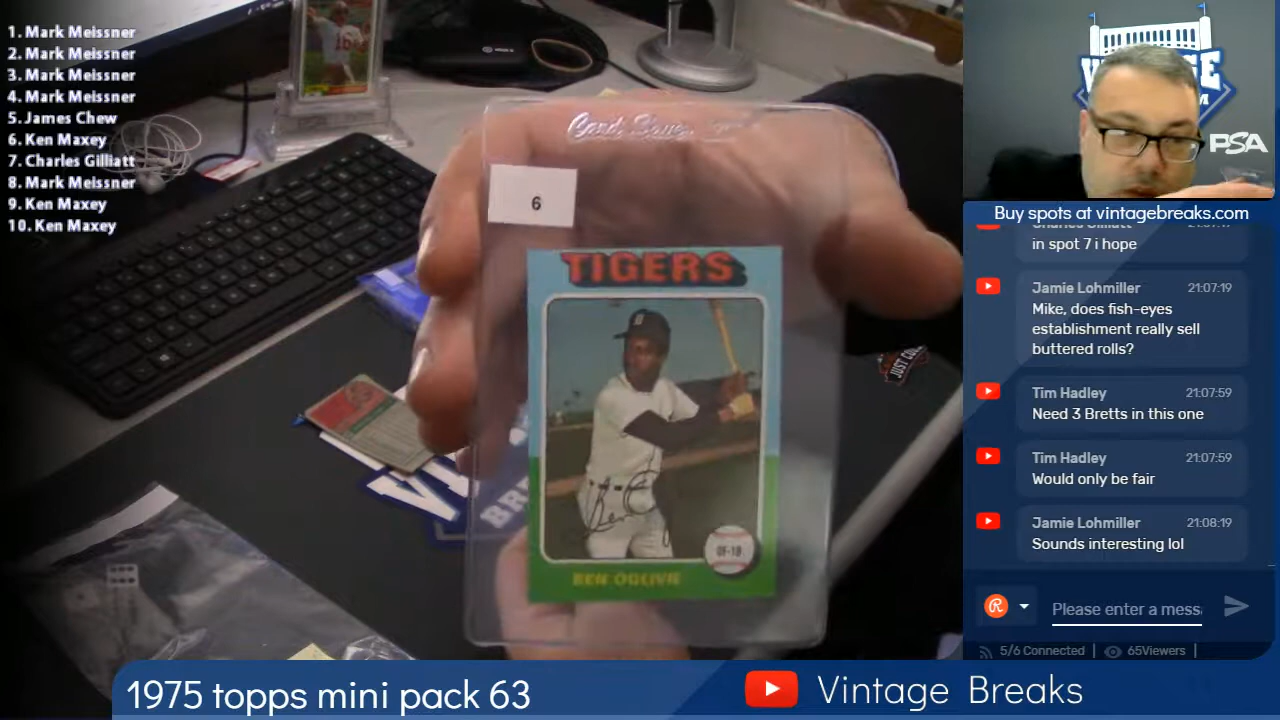 1. Mark Meissner
2. Mark Meissner
3. Mark Meissner
4. Mark Meissner
5. James Chew
6. Ken Maxey
7. Charles Gilliatt
8. Mark Meissner
9. Ken Maxey
10. Ken Maxey
16
Card Saver
6
TIGERS
B
Ben
OF-1B
BEN OGLIVIE
JUST
PSA
Buy spots at vintagebreaks.com
Charles Gilliatt
in spot 7 i hope
Jamie Lohmiller 21:07:19
Mike, does fish-eyes
establishment really sell
buttered rolls?
Tim Hadley 21:07:59
Need 3 Bretts in this one
Tim Hadley 21:07:59
Would only be fair
Jamie Lohmiller 21:08:19
Sounds interesting lol
Please enter a mess
5/6 Connected | 65Viewers |
1975 topps mini pack 63
Vintage Breaks